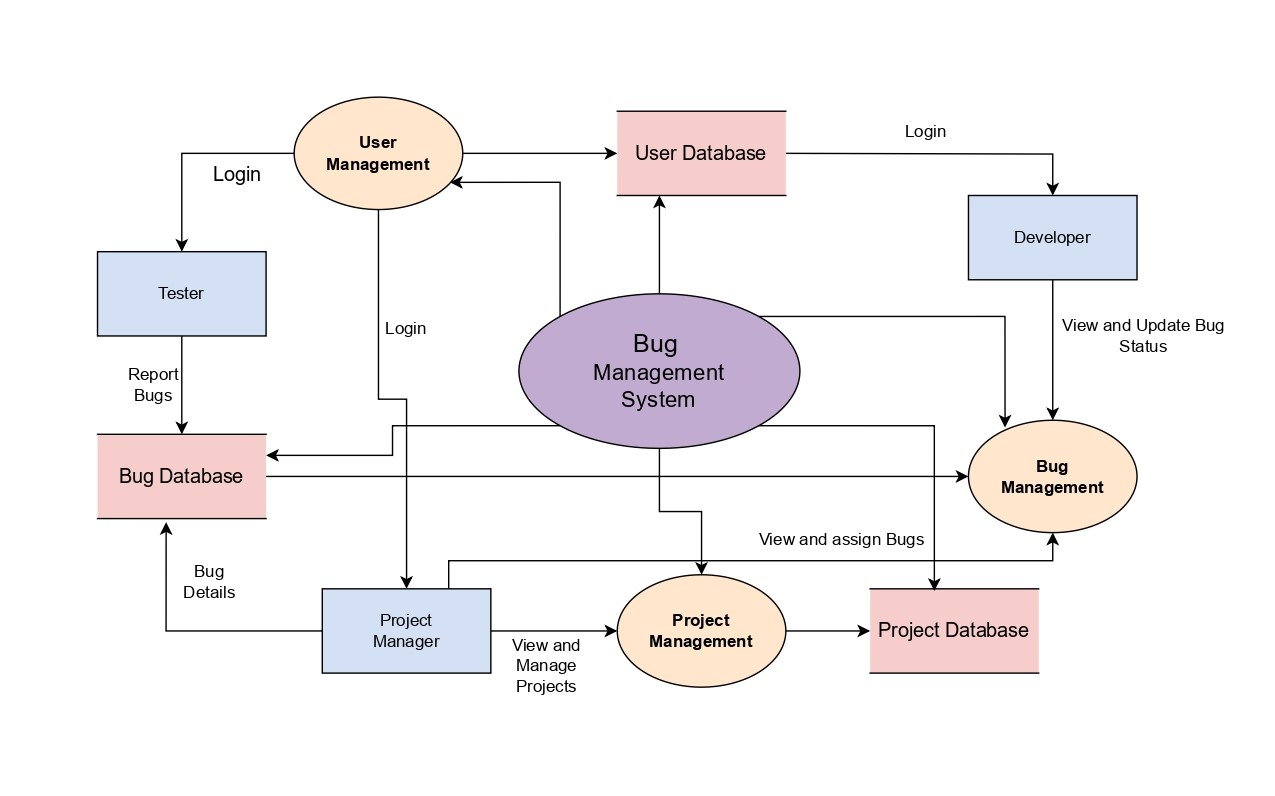 User
Management
User Database
Login
Login
Developer
Tester
Login
View and Update Bug
Status
Bug
Management
System
Report
Bugs
Bug Database
Bug
Management
View and assign Bugs
Bug
Details
Project
Manager
View and
Manage
Projects
Project
Management
Project Database